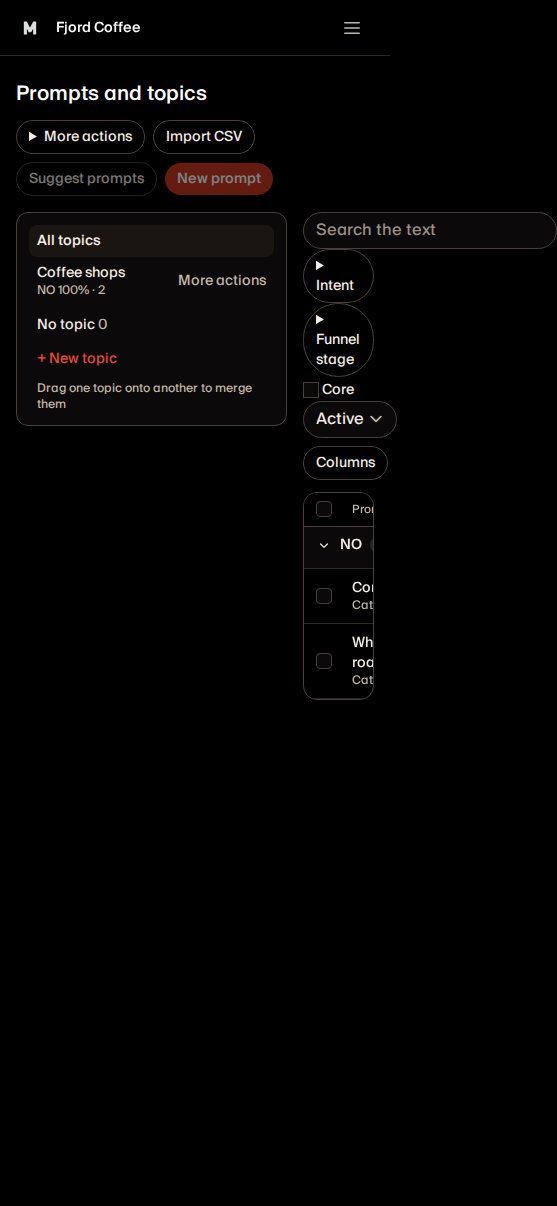 M
Fjord Coffee
Prompts and topics
More actions
Import CSV
Suggest prompts
New prompt
All topics
Coffee shops
NO 100% · 2
More actions
No topic 0
+ New topic
Drag one topic onto another to merge
them
Search the text
Intent
Funnel
stage
Core
Active
Columns
NO